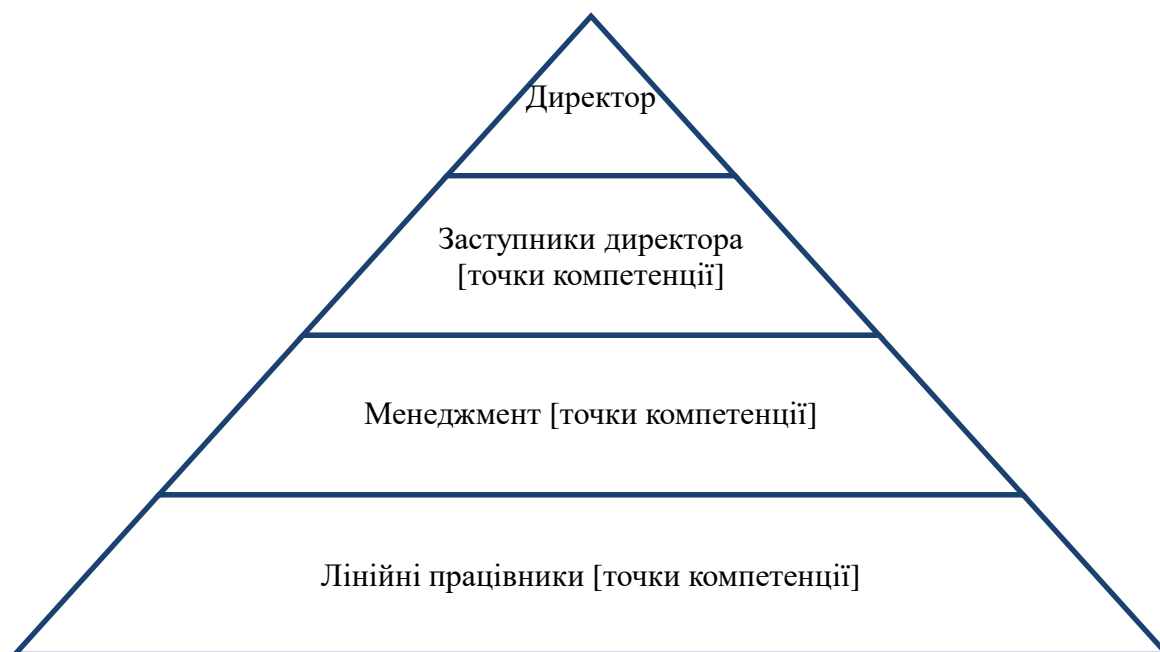 Директор
Заступники директора
[точки компетенції]
Менеджмент [точки компетенції]
Лінійні працівники [точки компетенції]